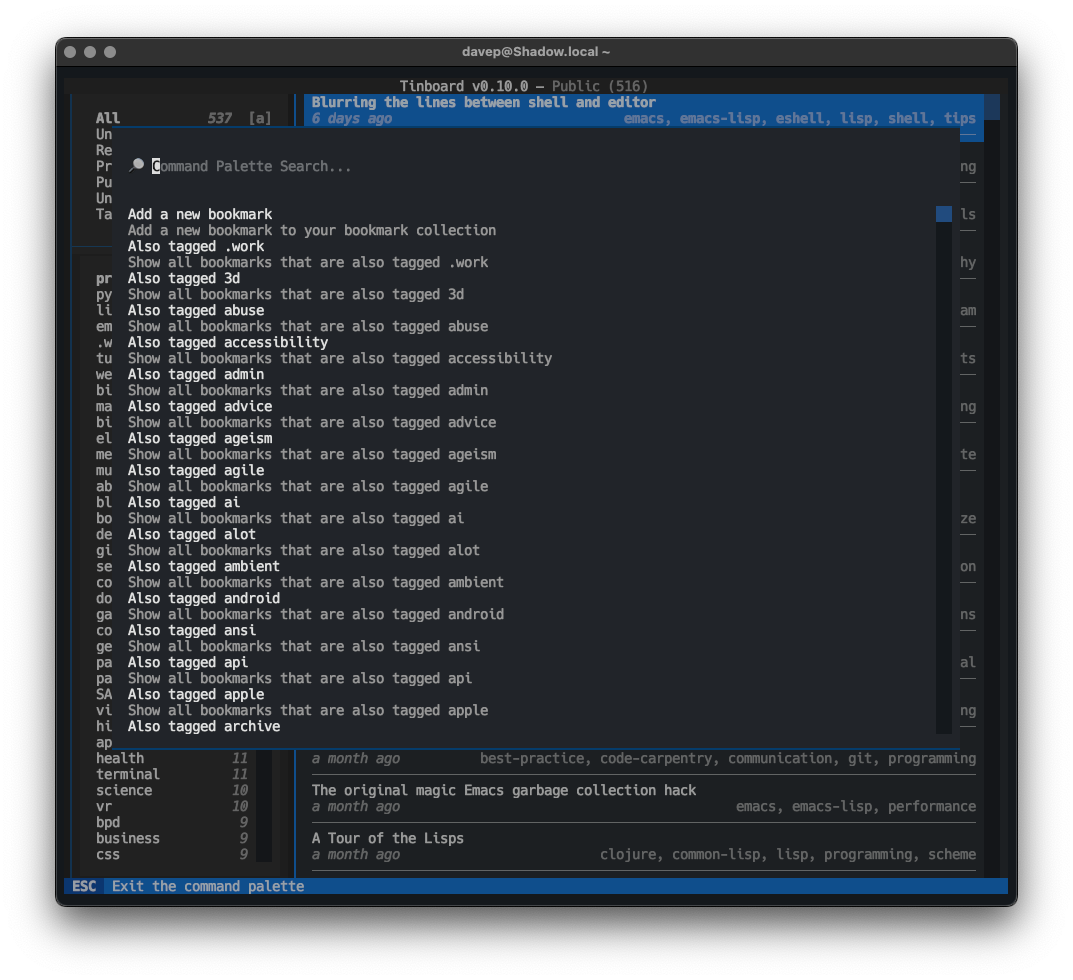 davep@Shadow.local ~
Tinboard v0.10.0 — Public (516)
Blurring the lines between shell and editor
All 537 [a] 6 days ago emacs, emacs-lisp, eshell, lisp, shell, tips
Un
Re
Pr Command Palette Search... ng
Pu
Un
Ta Add a new bookmark ls
Add a new bookmark to your bookmark collection
Also tagged .work
Show all bookmarks that are also tagged .work hy
pr Also tagged 3d
py Show all bookmarks that are also tagged 3d
li Also tagged abuse am
em Show all bookmarks that are also tagged abuse
.w Also tagged accessibility
tu Show all bookmarks that are also tagged accessibility ts
we Also tagged admin
bi Show all bookmarks that are also tagged admin
ma Also tagged advice ng
bi Show all bookmarks that are also tagged advice
el Also tagged ageism
me Show all bookmarks that are also tagged ageism te
mu Also tagged agile
ab Show all bookmarks that are also tagged agile
bl Also tagged ai
bo Show all bookmarks that are also tagged ai ze
de Also tagged alot
gi Show all bookmarks that are also tagged alot
se Also tagged ambient on
co Show all bookmarks that are also tagged ambient
do Also tagged android
ga Show all bookmarks that are also tagged android ns
co Also tagged ansi
ge Show all bookmarks that are also tagged ansi
pa Also tagged api al
pa Show all bookmarks that are also tagged api
SA Also tagged apple
vi Show all bookmarks that are also tagged apple ng
hi Also tagged archive
ap
health 11 a month ago best-practice, code-carpentry, communication, git, programming
terminal 11
science 10 The original magic Emacs garbage collection hack
vr 10 a month ago emacs, emacs-lisp, performance
bpd 9
business 9 A Tour of the Lisps
css 9 a month ago clojure, common-lisp, lisp, programming, scheme
ESC Exit the command palette